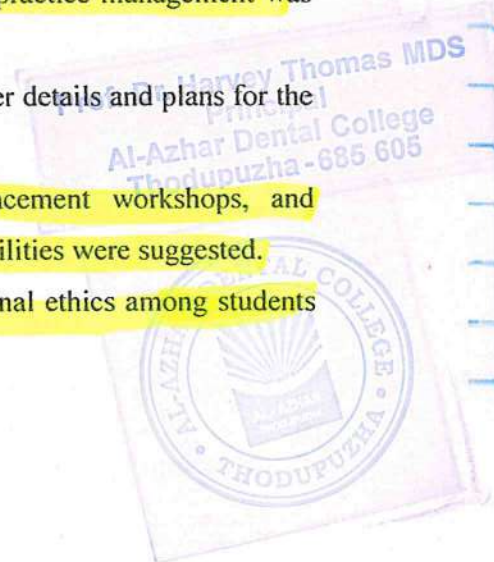 practice management was
Prof. Dr. Harvey Thomas MDS
er details and plans for the
Principal
Al-Azhar Dental College
Thodupuzha - 685 605
ncement workshops, and
ilities were suggested.
nal ethics among students
AL-AZHAR DENTAL COLLEGE
THODUPUZHA